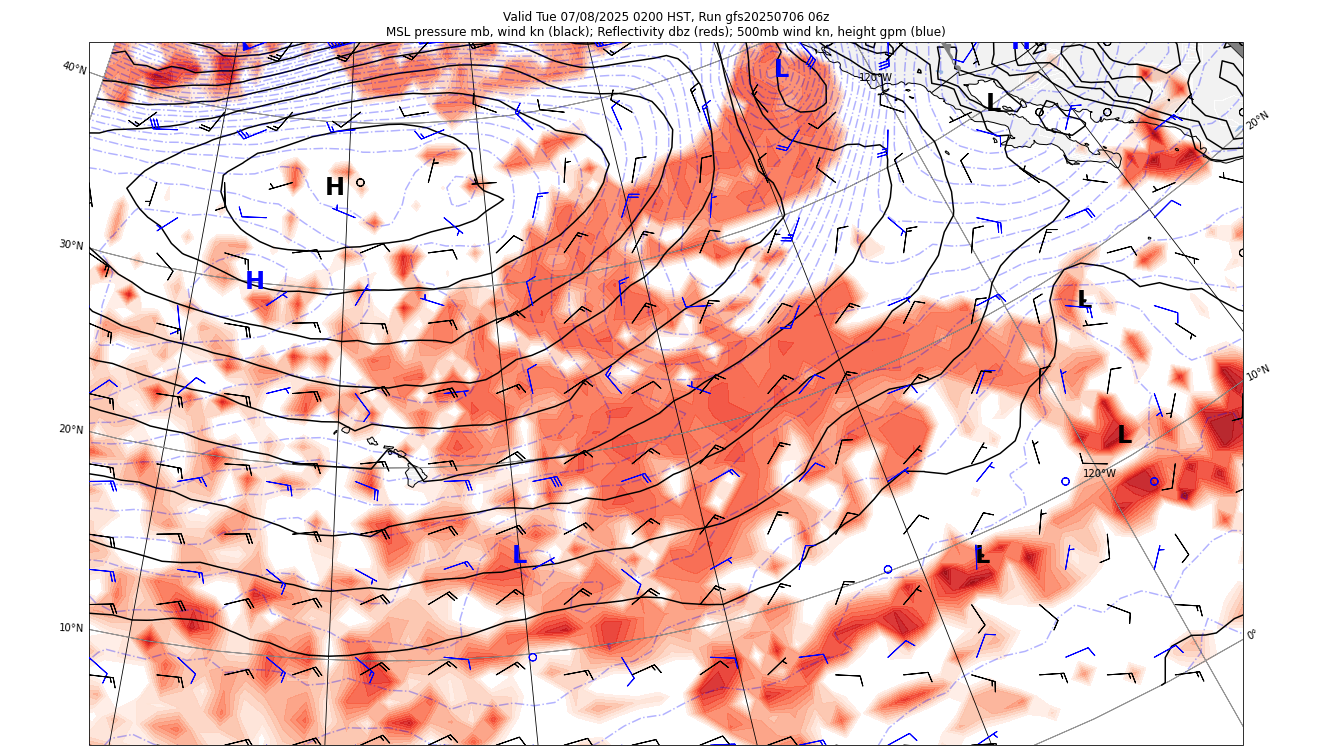 Valid Tue 07/08/2025 0200 HST, Run gfs20250706 06z
MSL pressure mb, wind kn (black); Reflectivity dbz (reds); 500mb wind kn, height gpm (blue)
L H
40°N L 120°W L
20°N
H
30°N
H
L
10°N
20°N L
120°W
L L
10°N
0°